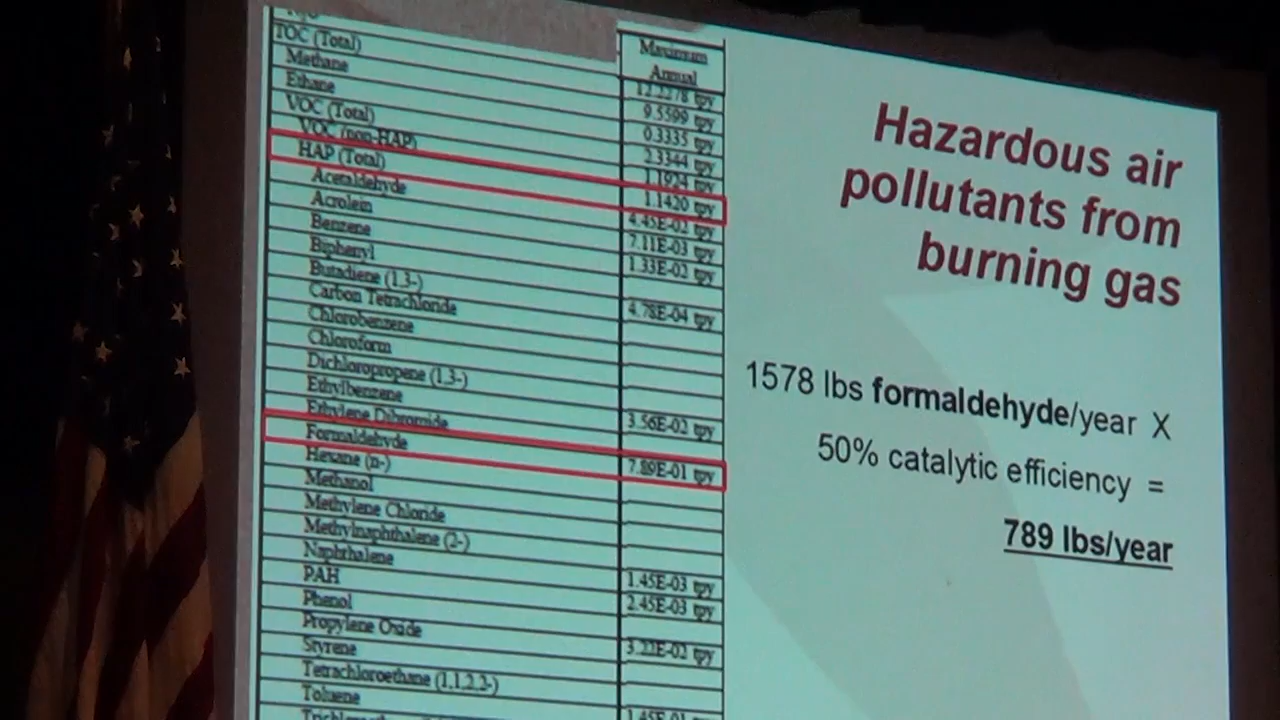 TOC (Total)
Methane
Ethane
VOC (Total)
VOC (non-HAP)
HAP (Total)
Acetaldehyde
Acrolein
Benzene
Biphenyl
Butadiene (1,3-)
Carbon Tetrachloride
Chlorobenzene
Chloroform
Dichloropropene (1,3-)
Ethylbenzene
Ethylene Dibromide
Formaldehyde
Hexane (n-)
Methanol
Methylene Chloride
Methylnaphthalene (2-)
Naphthalene
PAH
Phenol
Propylene Oxide
Styrene
Tetrachloroethane (1,1,2,2-)
Toluene
Maximum
Annual
12.2278 tpy
9.5599 tpy
0.3335 tpy
2.3344 tpy
1.1924 tpy
1.1420 tpy
4.45E-02 tpy
7.11E-03 tpy
1.33E-02 tpy
4.78E-04 tpy
3.56E-02 tpy
7.89E-01 tpy
1.45E-03 tpy
2.45E-03 tpy
tpy
Hazardous air
pollutants from
burning gas
1578 lbs formaldehyde/year X
50% catalytic efficiency =
789 lbs/year